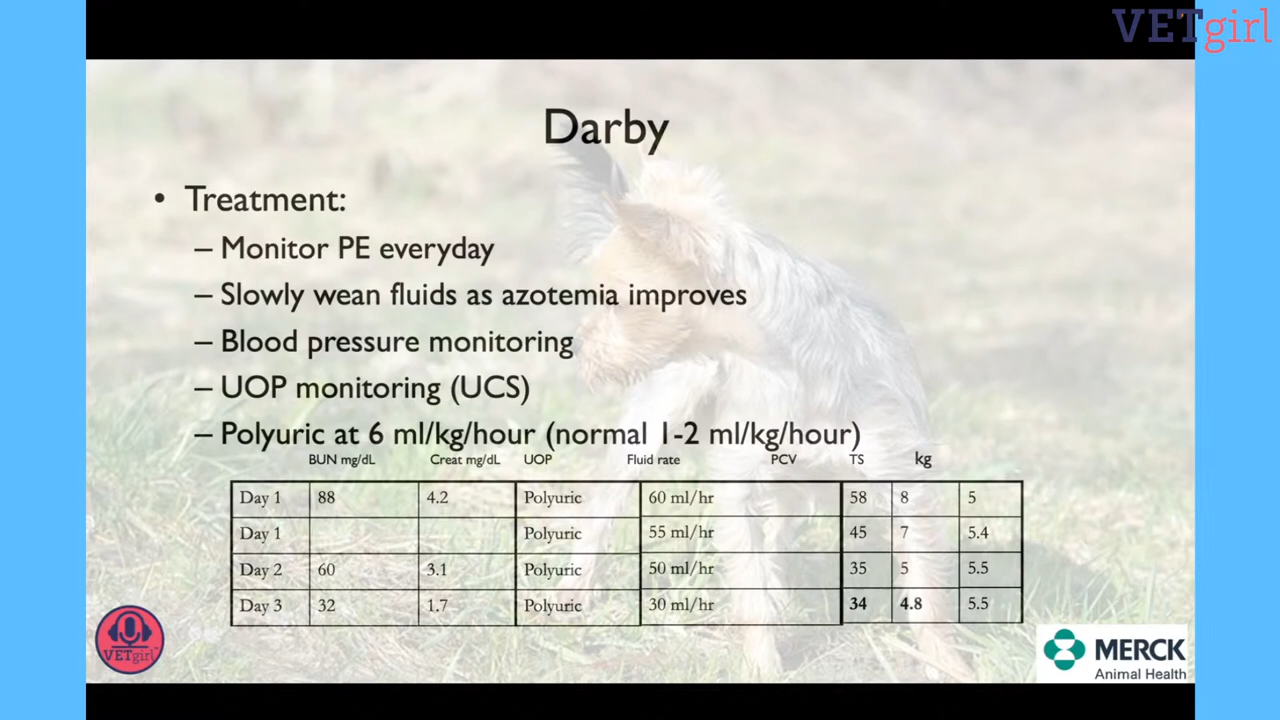 VETgirl
Darby
• Treatment:
– Monitor PE everyday
– Slowly wean fluids as azotemia improves
– Blood pressure monitoring
– UOP monitoring (UCS)
– Polyuric at 6 ml/kg/hour (normal 1-2 ml/kg/hour)
BUN mg/dL Creat mg/dL UOP Fluid rate PCV TS kg
Day 1 88 4.2 Polyuric 60 ml/hr 58 8 5
Day 1 Polyuric 55 ml/hr 45 7 5.4
Day 2 60 3.1 Polyuric 50 ml/hr 35 5 5.5
Day 3 32 1.7 Polyuric 30 ml/hr 34 4.8 5.5
VETgirl
MERCK
Animal Health